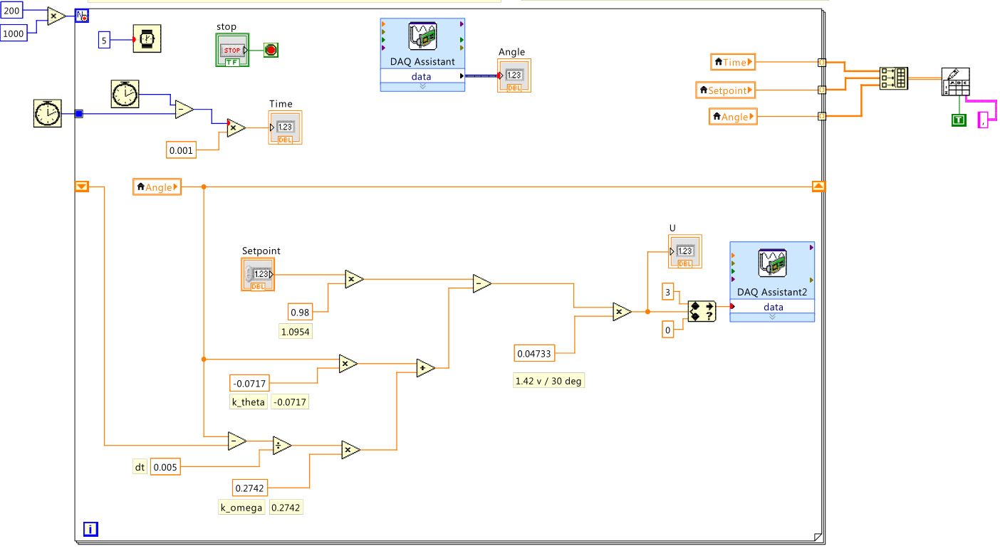 200
1000
N
5
stop
STOP
TF
DAQ Assistant
data
Angle
1.23
DBL
Time
Setpoint
Angle
T
,
Time
1.23
DBL
0.001
Angle
U
1.23
DBL
Setpoint
1.23
DBL
0.98
1.0954
3
0
?
DAQ Assistant2
data
0.04733
1.42 v / 30 deg
-0.0717
k_theta -0.0717
dt 0.005
0.2742
k_omega 0.2742
i